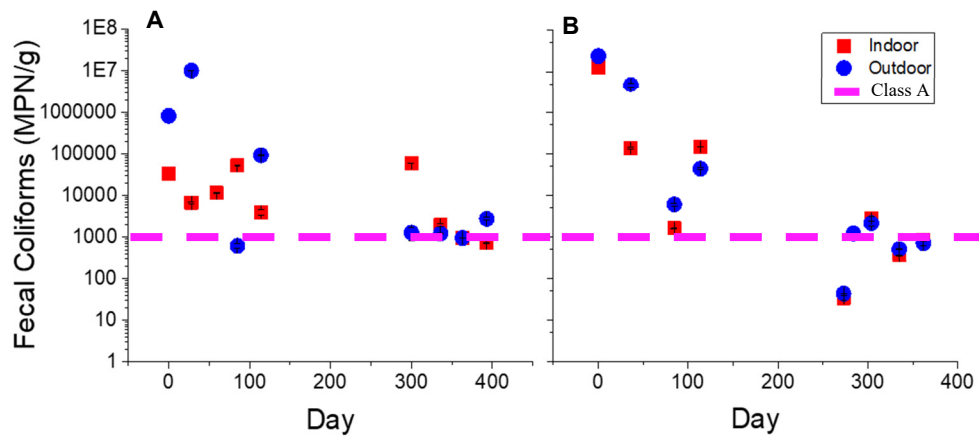 A
B
Fecal Coliforms (MPN/g)
1E8
1E7
1000000
100000
10000
1000
100
10
1
0 100 200 300 400
Day
0 100 200 300 400
Day
Indoor
Outdoor
Class A